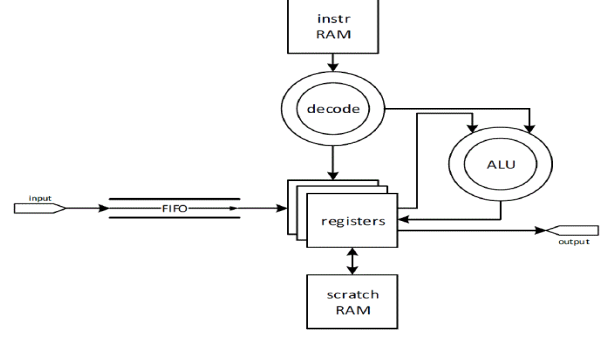 instr
RAM
decode
ALU
input
FIFO
registers
output
scratch
RAM